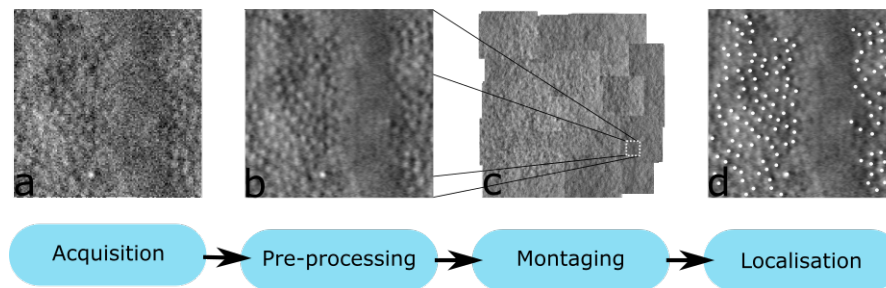 a
b
c
d
Acquisition
Pre-processing
Montaging
Localisation